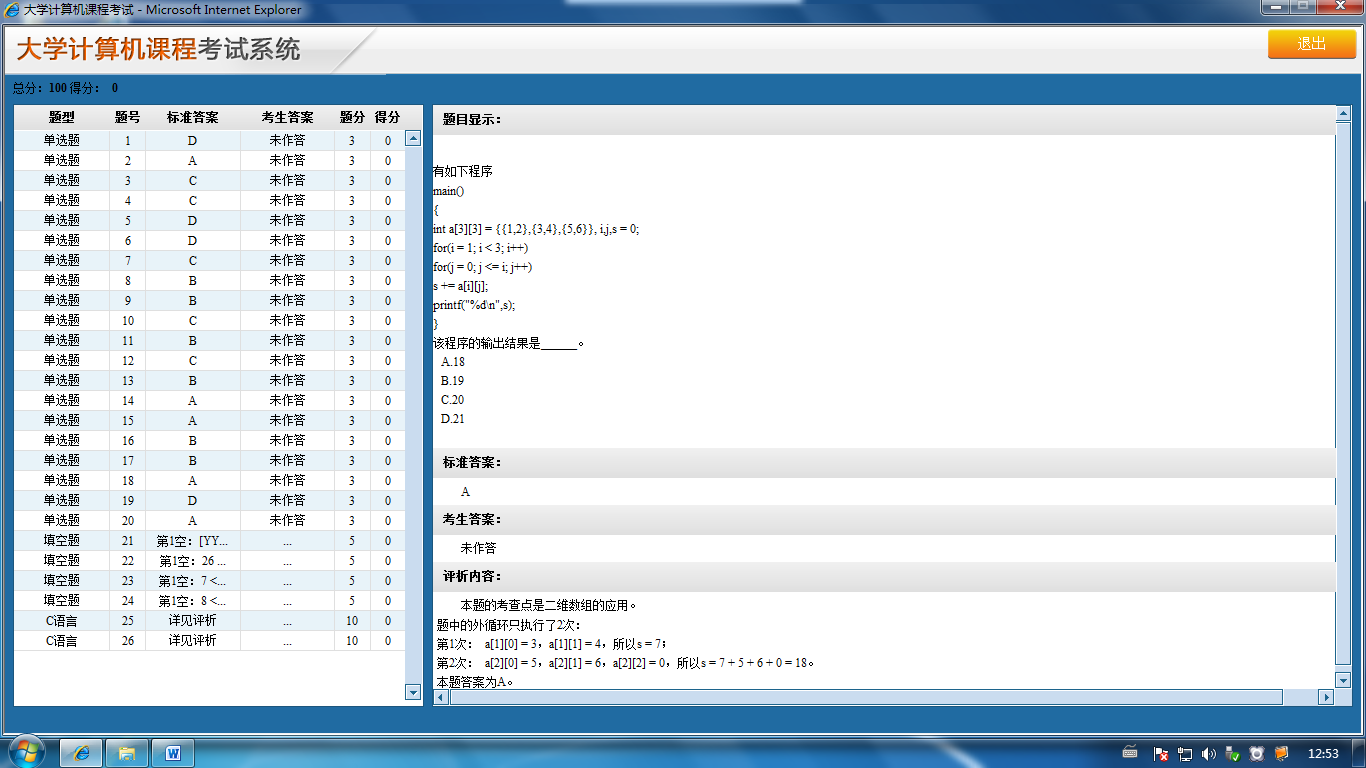 大学计算机课程考试 - Microsoft Internet Explorer
大学计算机课程考试系统
退出
总分：100 得分： 0
题型 题号 标准答案 考生答案 题分 得分
单选题 1 D 未作答 3 0
单选题 2 A 未作答 3 0
单选题 3 C 未作答 3 0
单选题 4 C 未作答 3 0
单选题 5 D 未作答 3 0
单选题 6 D 未作答 3 0
单选题 7 C 未作答 3 0
单选题 8 B 未作答 3 0
单选题 9 B 未作答 3 0
单选题 10 C 未作答 3 0
单选题 11 B 未作答 3 0
单选题 12 C 未作答 3 0
单选题 13 B 未作答 3 0
单选题 14 A 未作答 3 0
单选题 15 A 未作答 3 0
单选题 16 B 未作答 3 0
单选题 17 B 未作答 3 0
单选题 18 A 未作答 3 0
单选题 19 D 未作答 3 0
单选题 20 A 未作答 3 0
填空题 21 第1空：[YY... ... 5 0
填空题 22 第1空：26 ... ... 5 0
填空题 23 第1空：7 <... ... 5 0
填空题 24 第1空：8 <... ... 5 0
C语言 25 详见评析 ... 10 0
C语言 26 详见评析 ... 10 0
题目显示：
有如下程序
main()
{
int a[3][3] = {{1,2},{3,4},{5,6}}, i,j,s = 0;
for(i = 1; i < 3; i++)
for(j = 0; j <= i; j++)
s += a[i][j];
printf("%d\n",s);
}
该程序的输出结果是______。
A.18
B.19
C.20
D.21
标准答案：
A
考生答案：
未作答
评析内容：
本题的考查点是二维数组的应用。
题中的外循环只执行了2次：
第1次： a[1][0] = 3，a[1][1] = 4，所以s = 7；
第2次： a[2][0] = 5，a[2][1] = 6，a[2][2] = 0，所以s = 7 + 5 + 6 + 0 = 18。
本题答案为A。
12:53